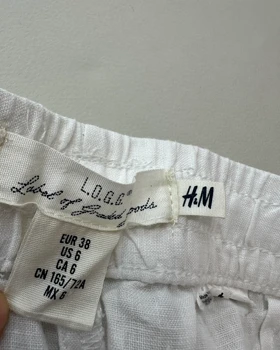 L.O.G.G.
Label of Graded Goods
H&M
EUR 38
US 6
CA 6
CN 165/72A
MX 6